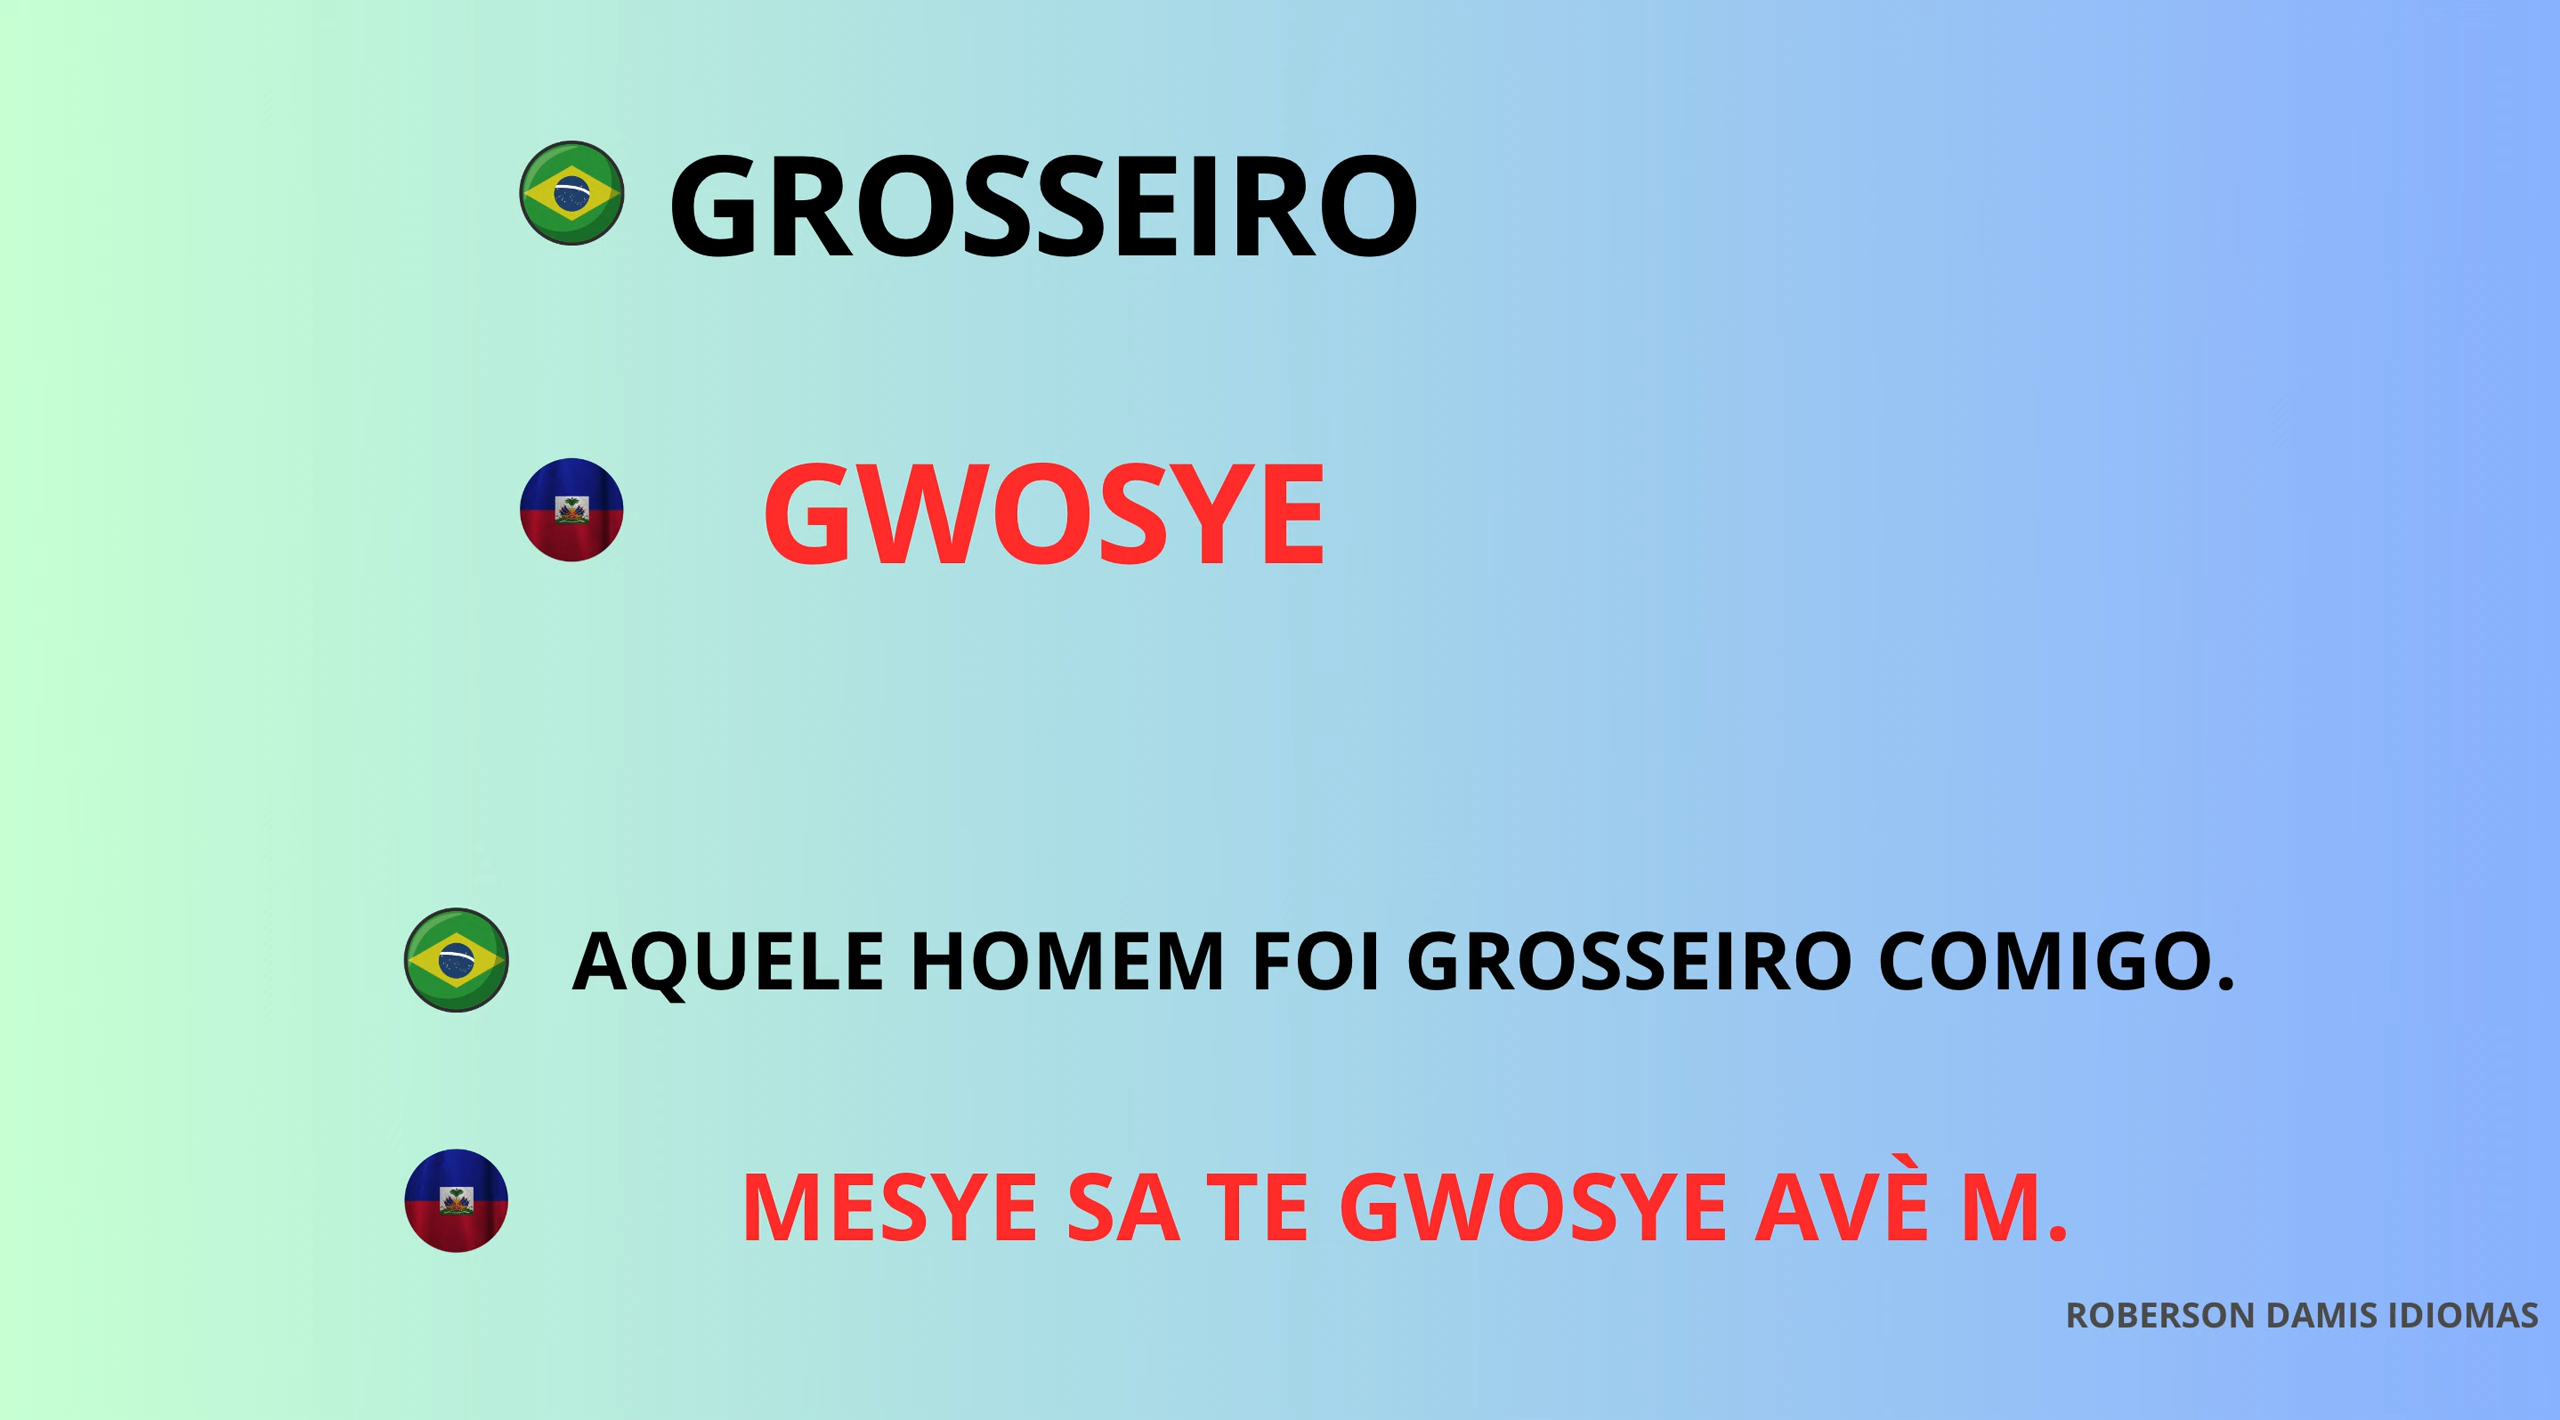 GROSSEIRO
GWOSYE
AQUELE HOMEM FOI GROSSEIRO COMIGO.
MESYE SA TE GWOSYE AVÈ M.
ROBERSON DAMIS IDIOMAS